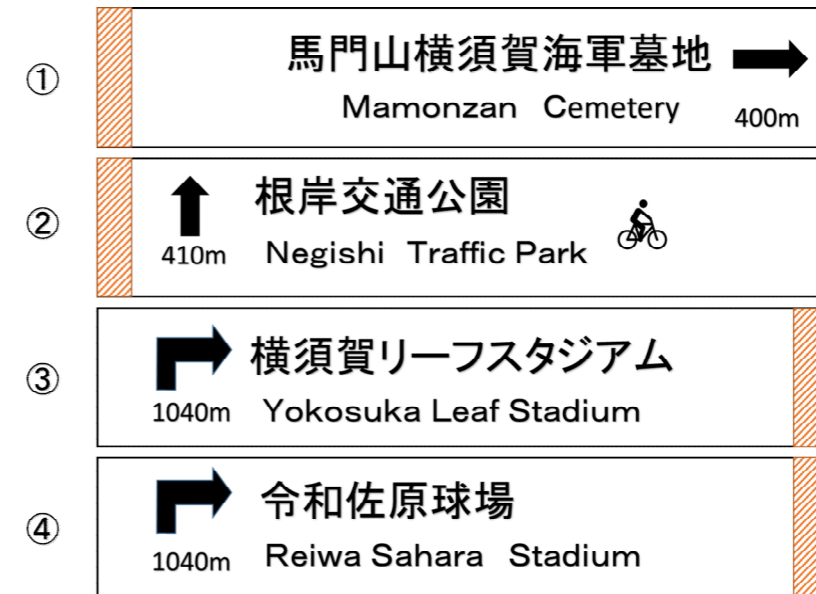 ①
馬門山横須賀海軍墓地
Mamonzan Cemetery
400m
②
根岸交通公園
410m
Negishi Traffic Park
③
横須賀リーフスタジアム
1040m
Yokosuka Leaf Stadium
④
令和佐原球場
1040m
Reiwa Sahara Stadium